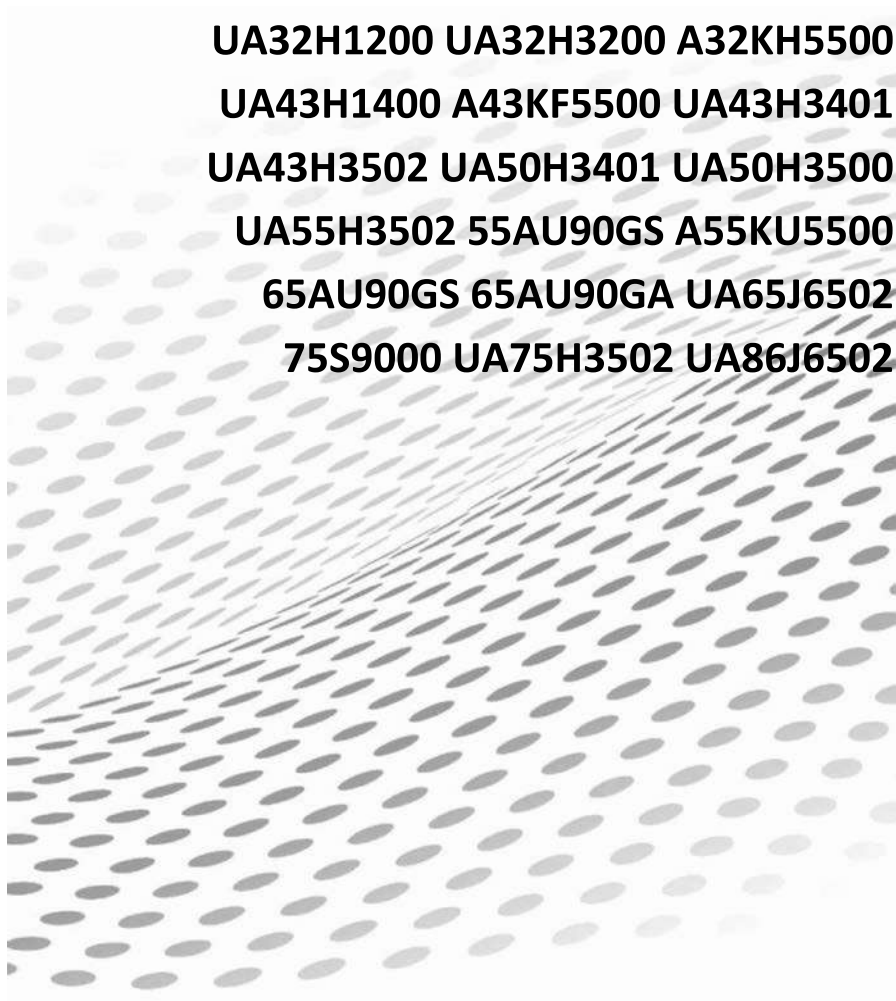 UA32H1200 UA32H3200 A32KH5500
UA43H1400 A43KF5500 UA43H3401
UA43H3502 UA50H3401 UA50H3500
UA55H3502 55AU90GS A55KU5500
65AU90GS 65AU90GA UA65J6502
75S9000 UA75H3502 UA86J6502